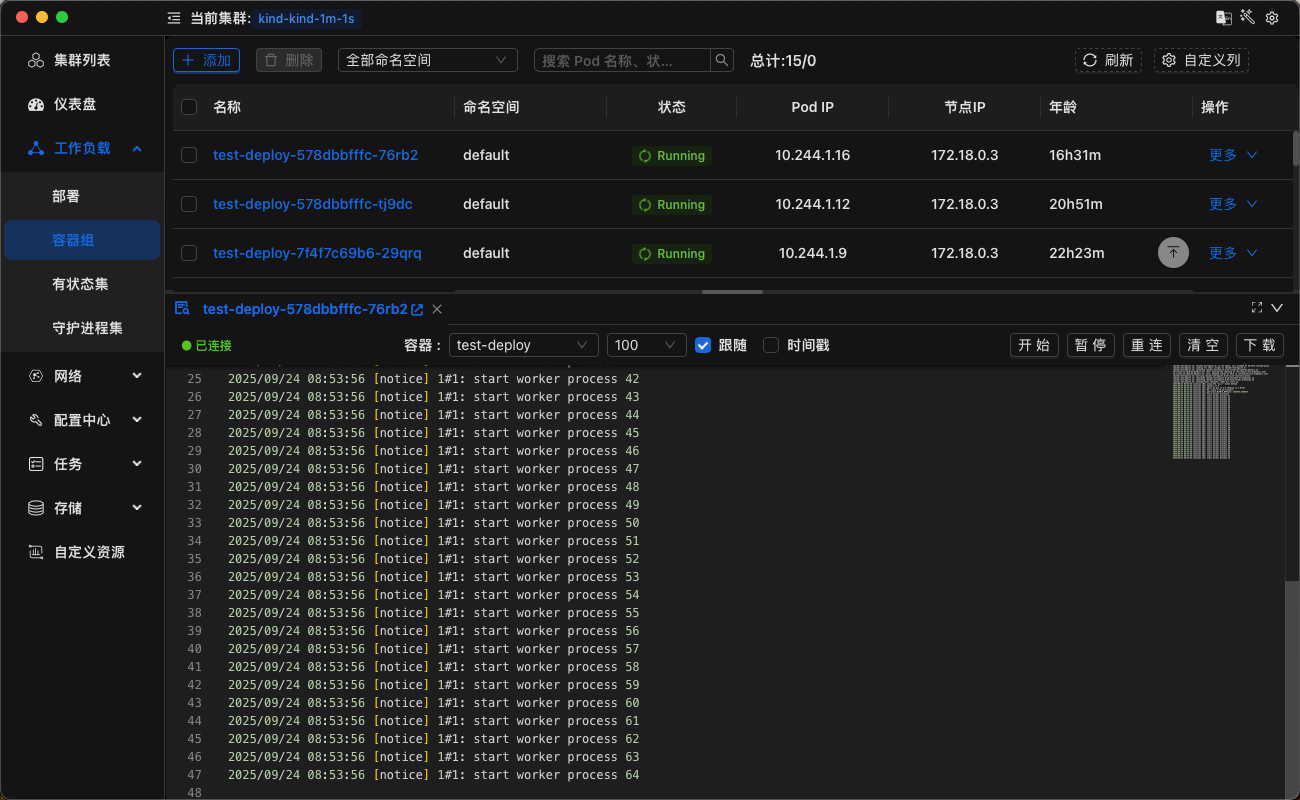 当前集群: kind-kind-1m-1s
集群列表
仪表盘
工作负载
部署
容器组
有状态集
守护进程集
网络
配置中心
任务
存储
自定义资源
添加 删除 全部命名空间 搜索 Pod 名称、状... 总计:15/0 刷新 自定义列
名称 命名空间 状态 Pod IP 节点IP 年龄 操作
test-deploy-578dbbfffc-76rb2 default Running 10.244.1.16 172.18.0.3 16h31m 更多
test-deploy-578dbbfffc-tj9dc default Running 10.244.1.12 172.18.0.3 20h51m 更多
test-deploy-7f4f7c69b6-29qrq default Running 10.244.1.9 172.18.0.3 22h23m 更多
test-deploy-578dbbfffc-76rb2
已连接 容器 : test-deploy 100 跟随 时间戳 开 始 暂 停 重 连 清 空 下 载
25 2025/09/24 08:53:56 [notice] 1#1: start worker process 42
26 2025/09/24 08:53:56 [notice] 1#1: start worker process 43
27 2025/09/24 08:53:56 [notice] 1#1: start worker process 44
28 2025/09/24 08:53:56 [notice] 1#1: start worker process 45
29 2025/09/24 08:53:56 [notice] 1#1: start worker process 46
30 2025/09/24 08:53:56 [notice] 1#1: start worker process 47
31 2025/09/24 08:53:56 [notice] 1#1: start worker process 48
32 2025/09/24 08:53:56 [notice] 1#1: start worker process 49
33 2025/09/24 08:53:56 [notice] 1#1: start worker process 50
34 2025/09/24 08:53:56 [notice] 1#1: start worker process 51
35 2025/09/24 08:53:56 [notice] 1#1: start worker process 52
36 2025/09/24 08:53:56 [notice] 1#1: start worker process 53
37 2025/09/24 08:53:56 [notice] 1#1: start worker process 54
38 2025/09/24 08:53:56 [notice] 1#1: start worker process 55
39 2025/09/24 08:53:56 [notice] 1#1: start worker process 56
40 2025/09/24 08:53:56 [notice] 1#1: start worker process 57
41 2025/09/24 08:53:56 [notice] 1#1: start worker process 58
42 2025/09/24 08:53:56 [notice] 1#1: start worker process 59
43 2025/09/24 08:53:56 [notice] 1#1: start worker process 60
44 2025/09/24 08:53:56 [notice] 1#1: start worker process 61
45 2025/09/24 08:53:56 [notice] 1#1: start worker process 62
46 2025/09/24 08:53:56 [notice] 1#1: start worker process 63
47 2025/09/24 08:53:56 [notice] 1#1: start worker process 64
48